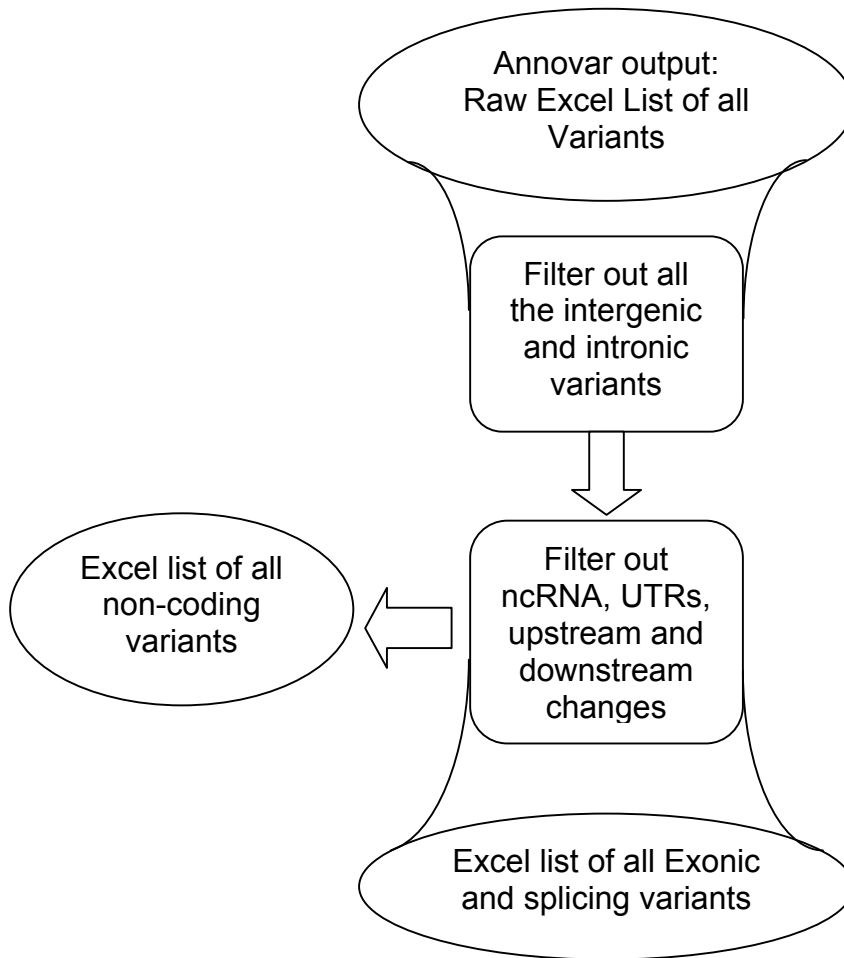 Annovar output:
Raw Excel List of all
Variants
Filter out all
the intergenic
and intronic
variants
Filter out
ncRNA, UTRs,
upstream and
downstream
changes
Excel list of all
non-coding
variants
Excel list of all Exonic
and splicing variants